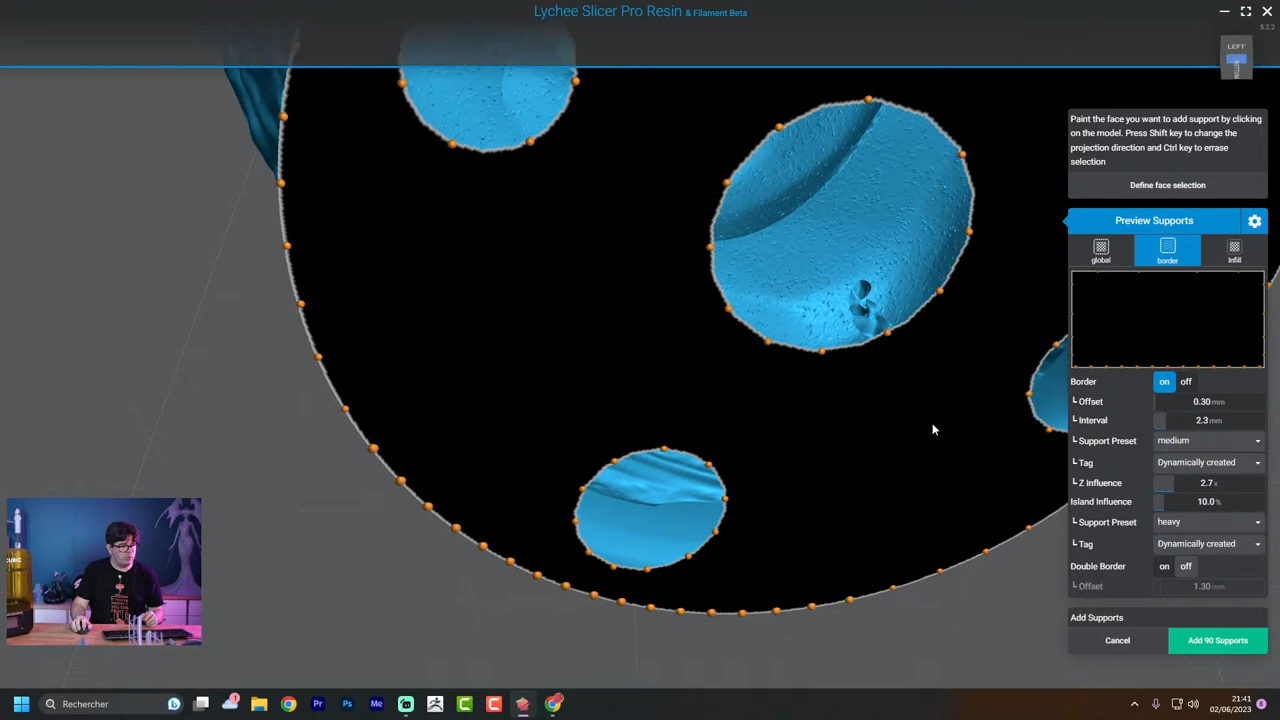 Lychee Slicer Pro Resin & Filament Beta
5.2.2
LEFT
Paint the face you want to add support by clicking
on the model. Press Shift key to change the
projection direction and Ctrl key to errase
selection
Define face selection
Preview Supports
global
border
Infill
Border on off
Offset 0.30 mm
Interval 2.3 mm
Support Preset medium
Tag Dynamically created
Z Influence 2.7 x
Island Influence 10.0 %
Support Preset heavy
Tag Dynamically created
Double Border on off
Offset 1.30 mm
Add Supports
Cancel
Add 90 Supports
Rechercher
21:41
02/06/2023